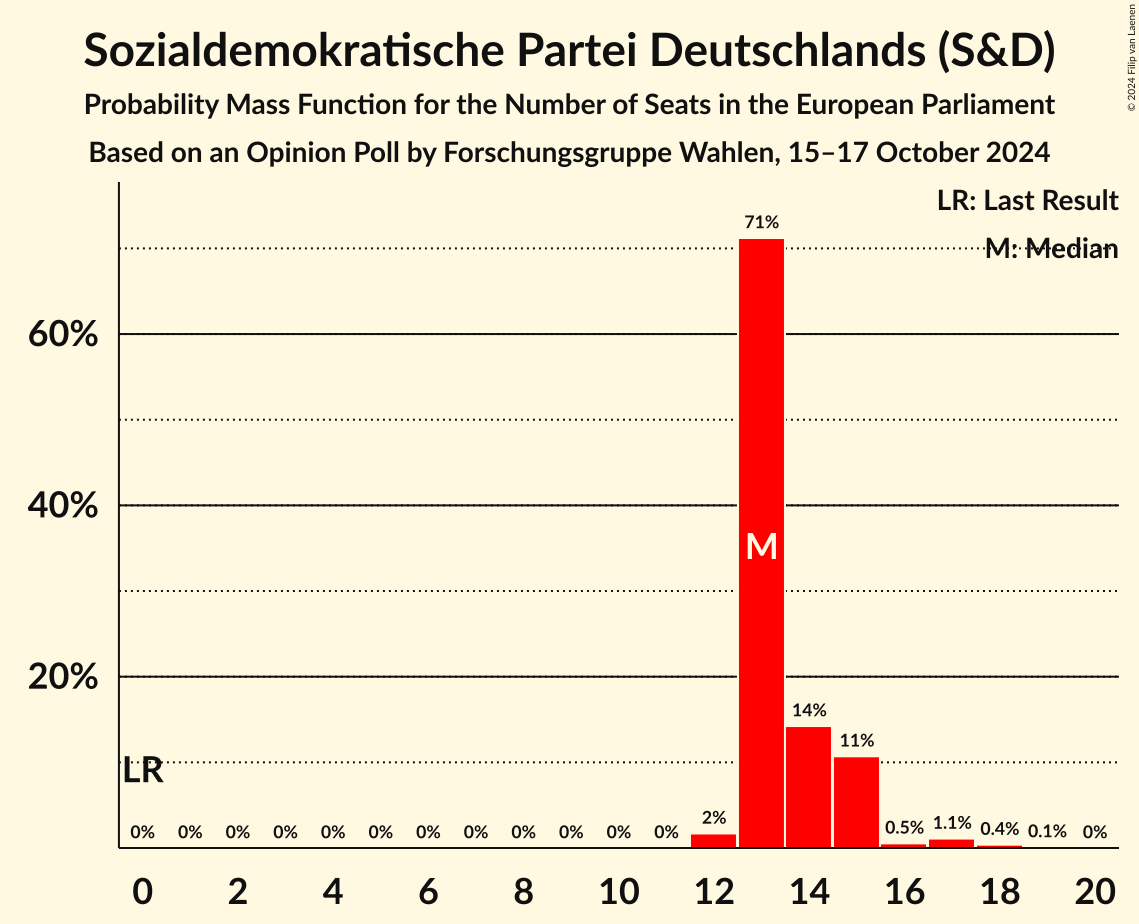 Sozialdemokratische Partei Deutschlands (S&D)
Probability Mass Function for the Number of Seats in the European Parliament
Based on an Opinion Poll by Forschungsgruppe Wahlen, 15–17 October 2024
© 2024 Filip van Laenen
LR: Last Result
M: Median
71%
60%
40%
M
20%
14%
11%
LR
0% 0% 0% 0% 0% 0% 0% 0% 0% 0% 0% 0% 2% 0.5% 1.1% 0.4% 0.1% 0%
0 2 4 6 8 10 12 14 16 18 20